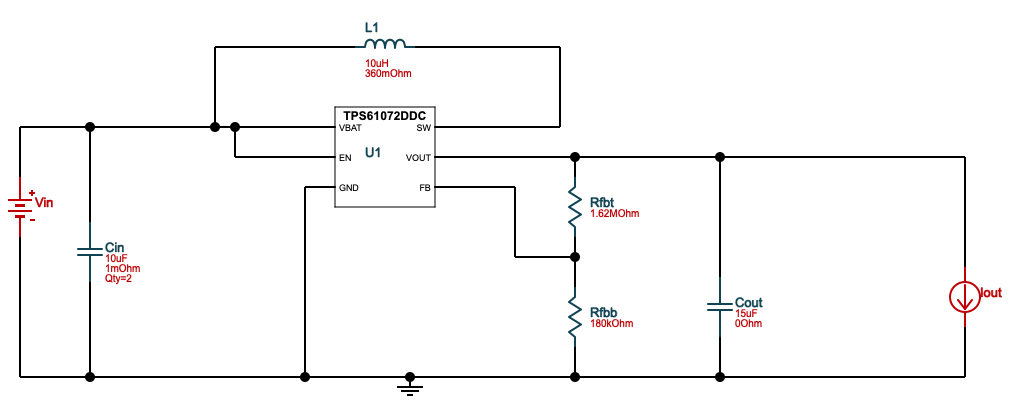 L1
10uH
360mOhm
TPS61072DDC
VBAT
SW
EN
U1
VOUT
GND
FB
+
Vin
-
Cin
10uF
1mOhm
Qty=2
Rfbt
1.62MOhm
Rfbb
180kOhm
Cout
15uF
0Ohm
Iout